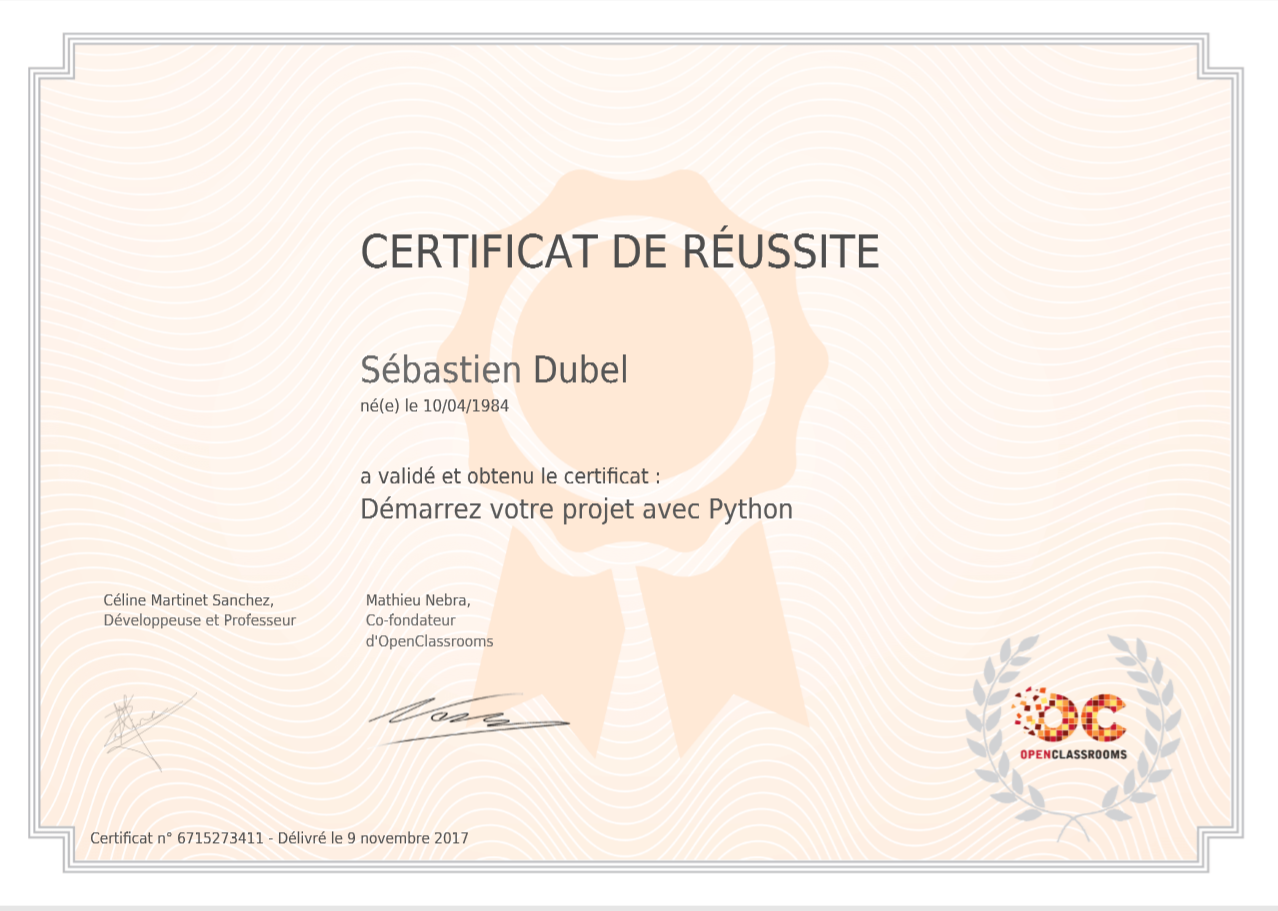 CERTIFICAT DE RÉUSSITE
Sébastien Dubel
né(e) le 10/04/1984
a validé et obtenu le certificat :
Démarrez votre projet avec Python
Céline Martinet Sanchez,
Développeuse et Professeur
Mathieu Nebra,
Co-fondateur
d'OpenClassrooms
OC
OPENCLASSROOMS
Certificat n° 6715273411 - Délivré le 9 novembre 2017